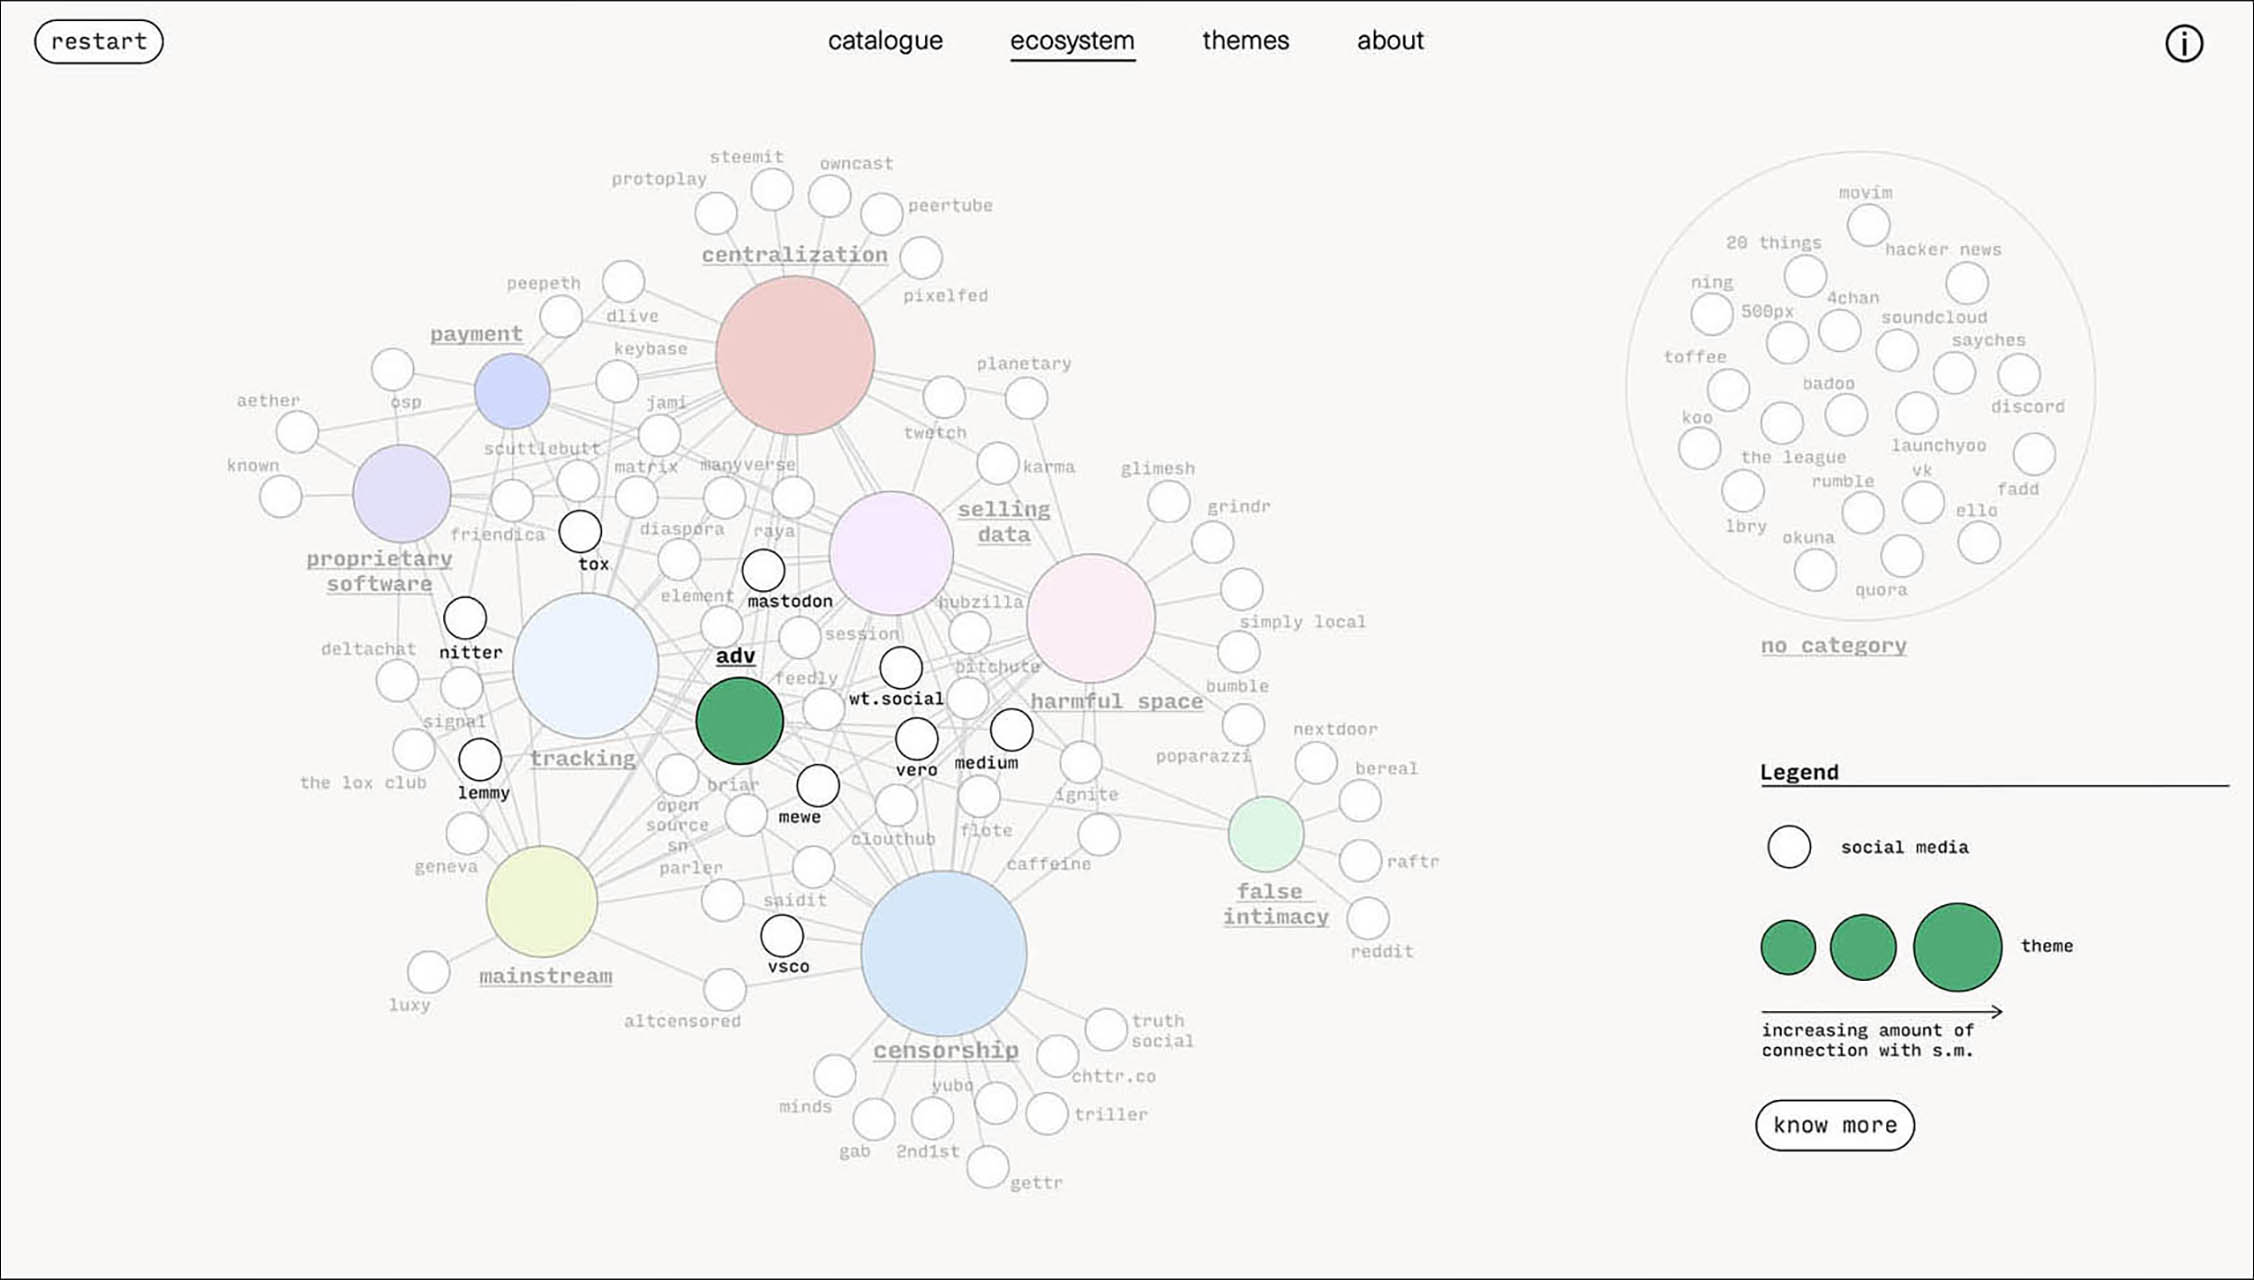 restart
catalogue
ecosystem
themes
about
i
steemit
owncast
protoplay
peertube
centralization
pixelfed
peepeth
dlive
payment
keybase
planetary
osp
aether
jami
twetch
scuttlebutt
known
matrix
manyverse
karma
glimesh
grindr
selling
data
friendica
diaspora
raya
tox
proprietary
software
element
mastodon
hubzilla
simply local
session
nitter
deltachat
adv
feedly
bitchute
wt.social
harmful space
bumble
signal
tracking
vero
medium
poparazzi
nextdoor
bereal
the lox club
lemmy
briar
open
source
sn
mewe
ignite
clouthub
flote
caffeine
geneva
parler
saidit
raftr
false
intimacy
reddit
vsco
mainstream
luxy
altcensored
censorship
truth
social
chttr.co
yubo
minds
triller
gab
2nd1st
gettr
movim
20 things
hacker news
ning
500px
4chan
soundcloud
sayches
toffee
badoo
discord
koo
launchyoo
the league
vk
rumble
fadd
lbry
ello
okuna
quora
no category
Legend
social media
theme
increasing amount of
connection with s.m.
know more